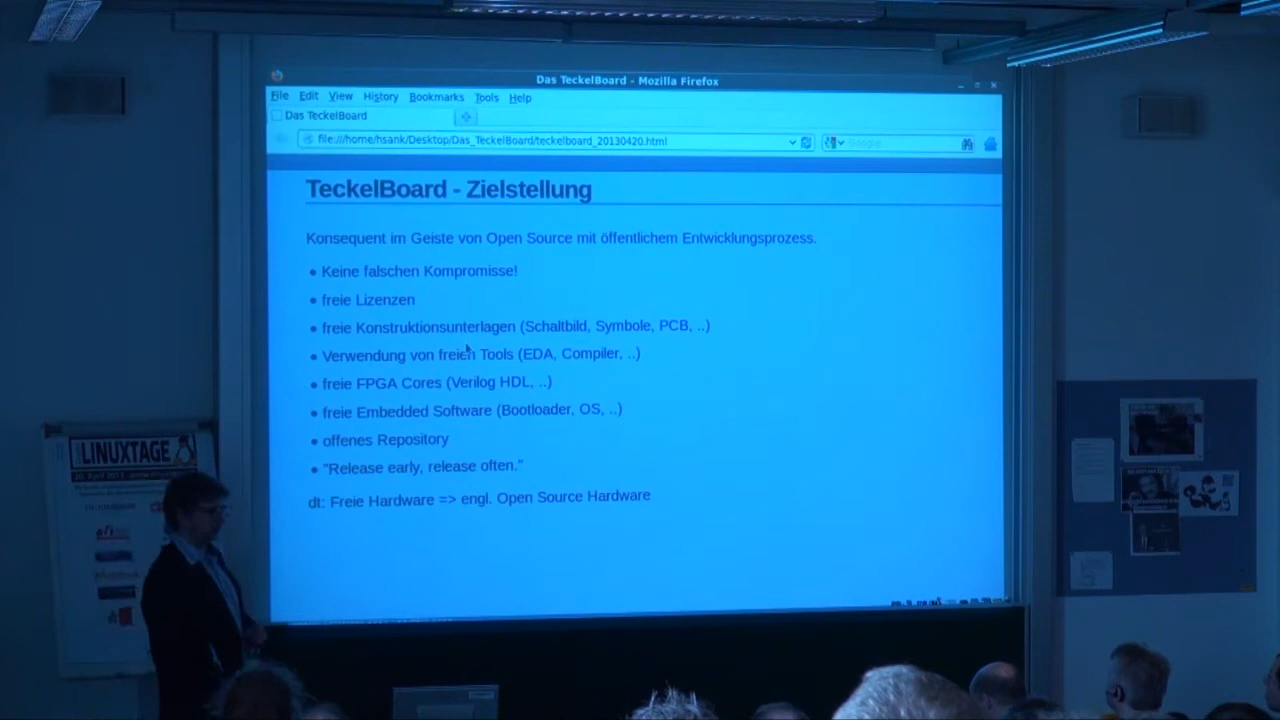 Das TeckelBoard - Mozilla Firefox
File Edit View History Bookmarks Tools Help
Das TeckelBoard
file:///home/hsank/Desktop/Das_TeckelBoard/teckelboard_20130420.html
Google
TeckelBoard - Zielstellung
Konsequent im Geiste von Open Source mit öffentlichem Entwicklungsprozess.
• Keine falschen Kompromisse!
• freie Lizenzen
• freie Konstruktionsunterlagen (Schaltbild, Symbole, PCB, ..)
• Verwendung von freien Tools (EDA, Compiler, ..)
• freie FPGA Cores (Verilog HDL, ..)
• freie Embedded Software (Bootloader, OS, ..)
• offenes Repository
• "Release early, release often."
dt: Freie Hardware => engl. Open Source Hardware
LINUXTAGE